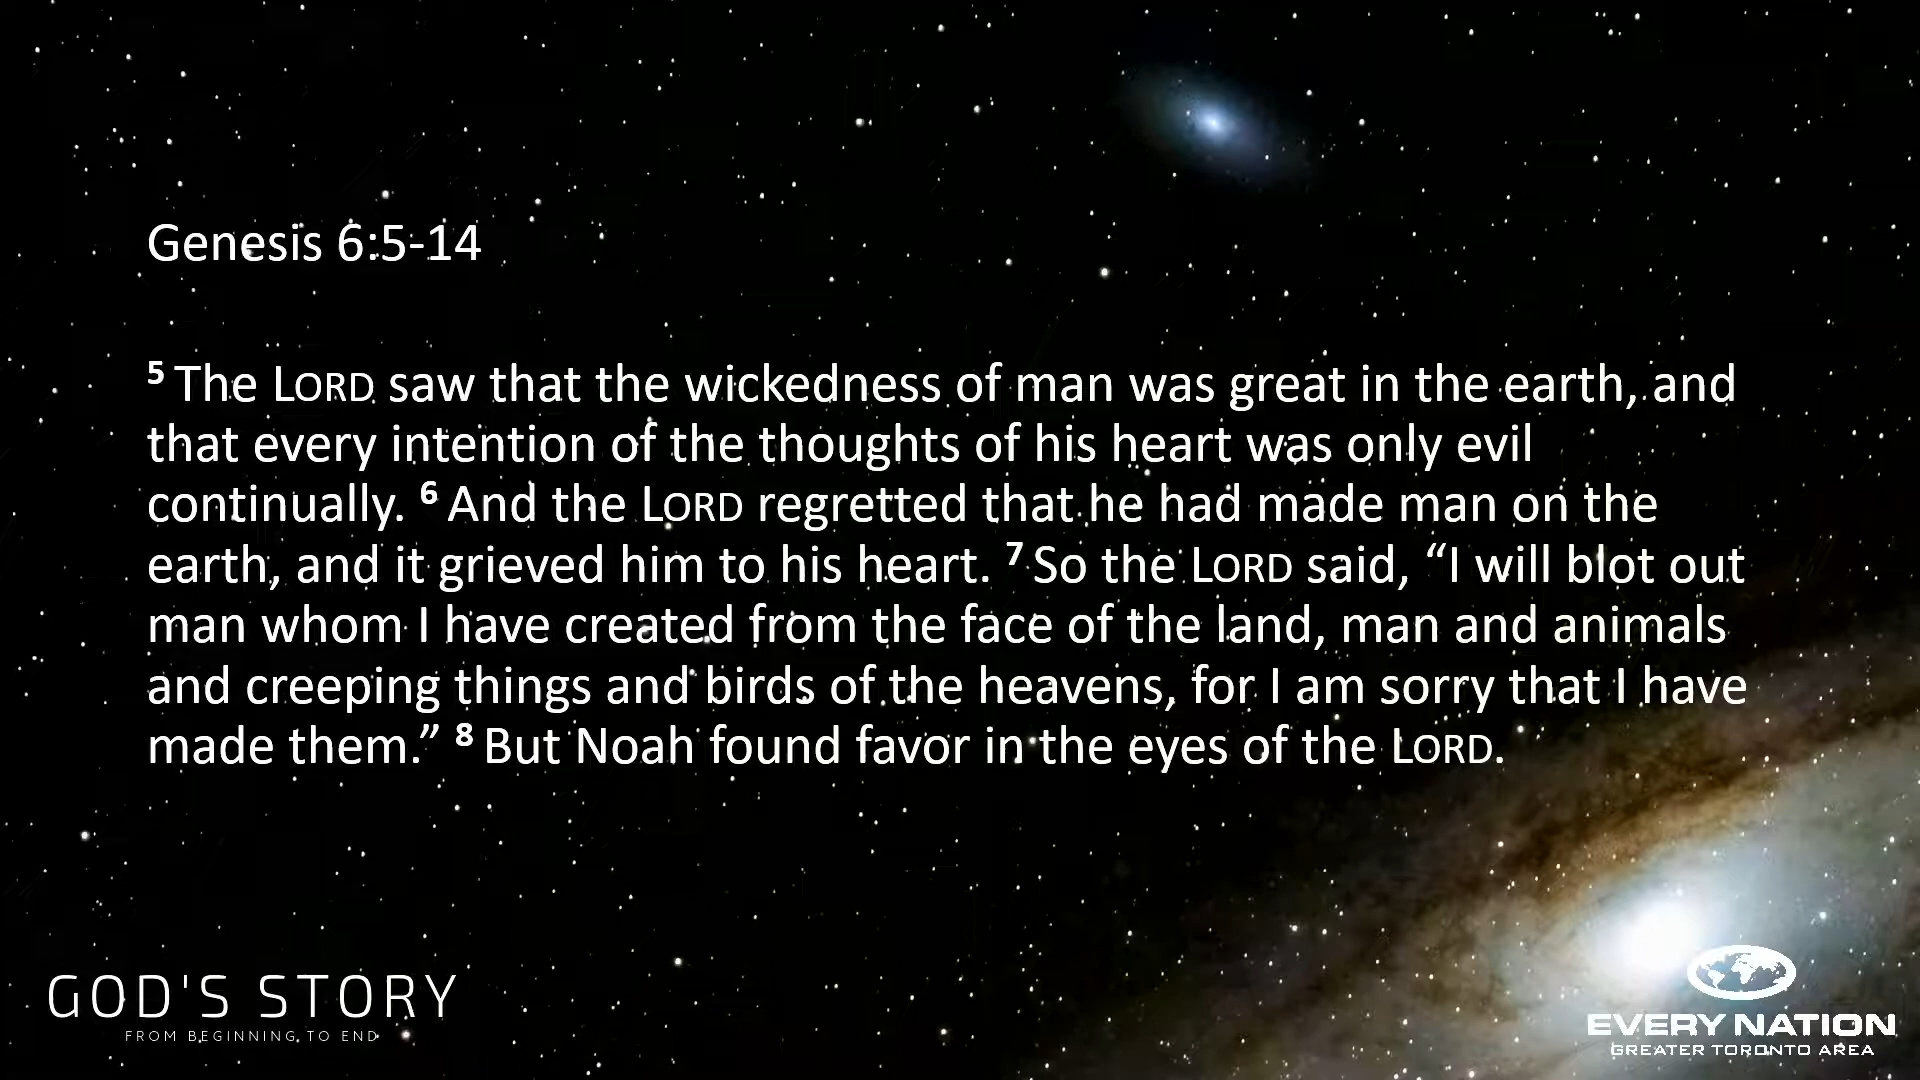 Genesis 6:5-14
5 The LORD saw that the wickedness of man was great in the earth, and
that every intention of the thoughts of his heart was only evil
continually. 6 And the LORD regretted that he had made man on the
earth, and it grieved him to his heart. 7 So the LORD said, “I will blot out
man whom I have created from the face of the land, man and animals
and creeping things and birds of the heavens, for I am sorry that I have
made them.” 8 But Noah found favor in the eyes of the LORD.
GOD'S STORY
FROM BEGINNING TO END
EVERY NATION
GREATER TORONTO AREA